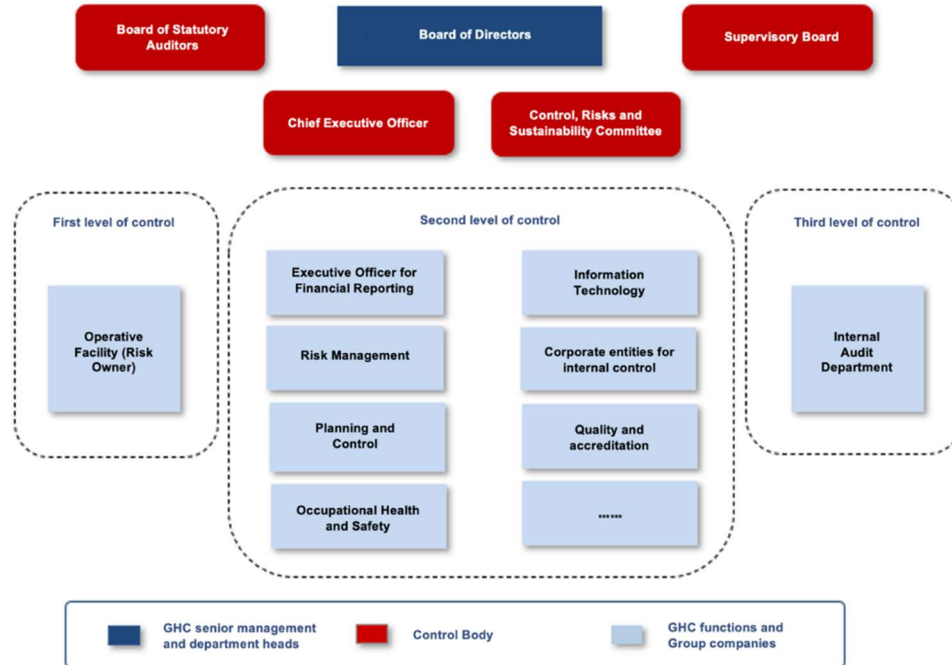 Board of Statutory
Auditors
Board of Directors
Supervisory Board
Chief Executive Officer
Control, Risks and
Sustainability Committee
First level of control
Second level of control
Third level of control
Operative
Facility (Risk
Owner)
Executive Officer for
Financial Reporting
Information
Technology
Risk Management
Corporate entities for
internal control
Planning and
Control
Quality and
accreditation
Occupational Health
and Safety
......
Internal
Audit
Department
GHC senior management
and department heads
Control Body
GHC functions and
Group companies